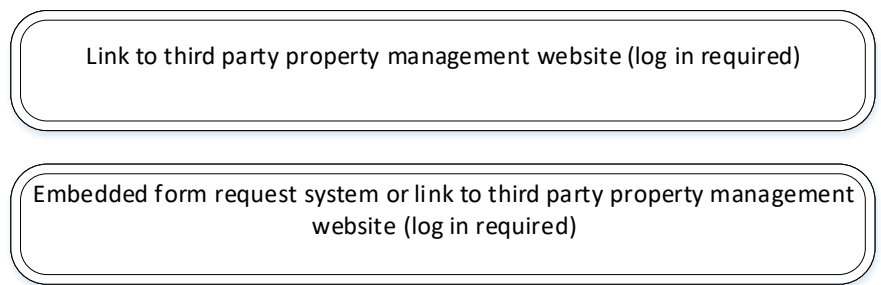 Link to third party property management website (log in required)
Embedded form request system or link to third party property management
website (log in required)